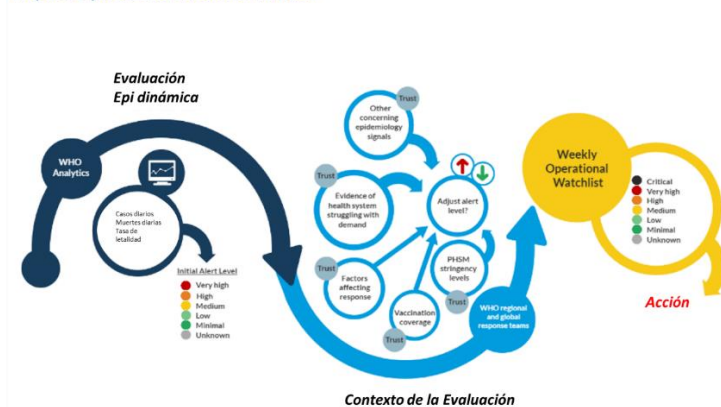 Evaluación
Epi dinámica
WHO
Analytics
Casos diarios
Muertes diarias
Tasa de
letalidad
Initial Alert Level
Very high
High
Medium
Low
Minimal
Unknown
Other
concerning
epidemiology
signals
Trust
Trust
Evidence of
health system
struggling with
demand
Adjust alert
level?
Trust
Factors
affecting
response
PHSM
stringency
levels
Trust
Vaccination
coverage
Trust
WHO regional
and global
response teams
Contexto de la Evaluación
Weekly
Operational
Watchlist
Critical
Very high
High
Medium
Low
Minimal
Unknown
Acción